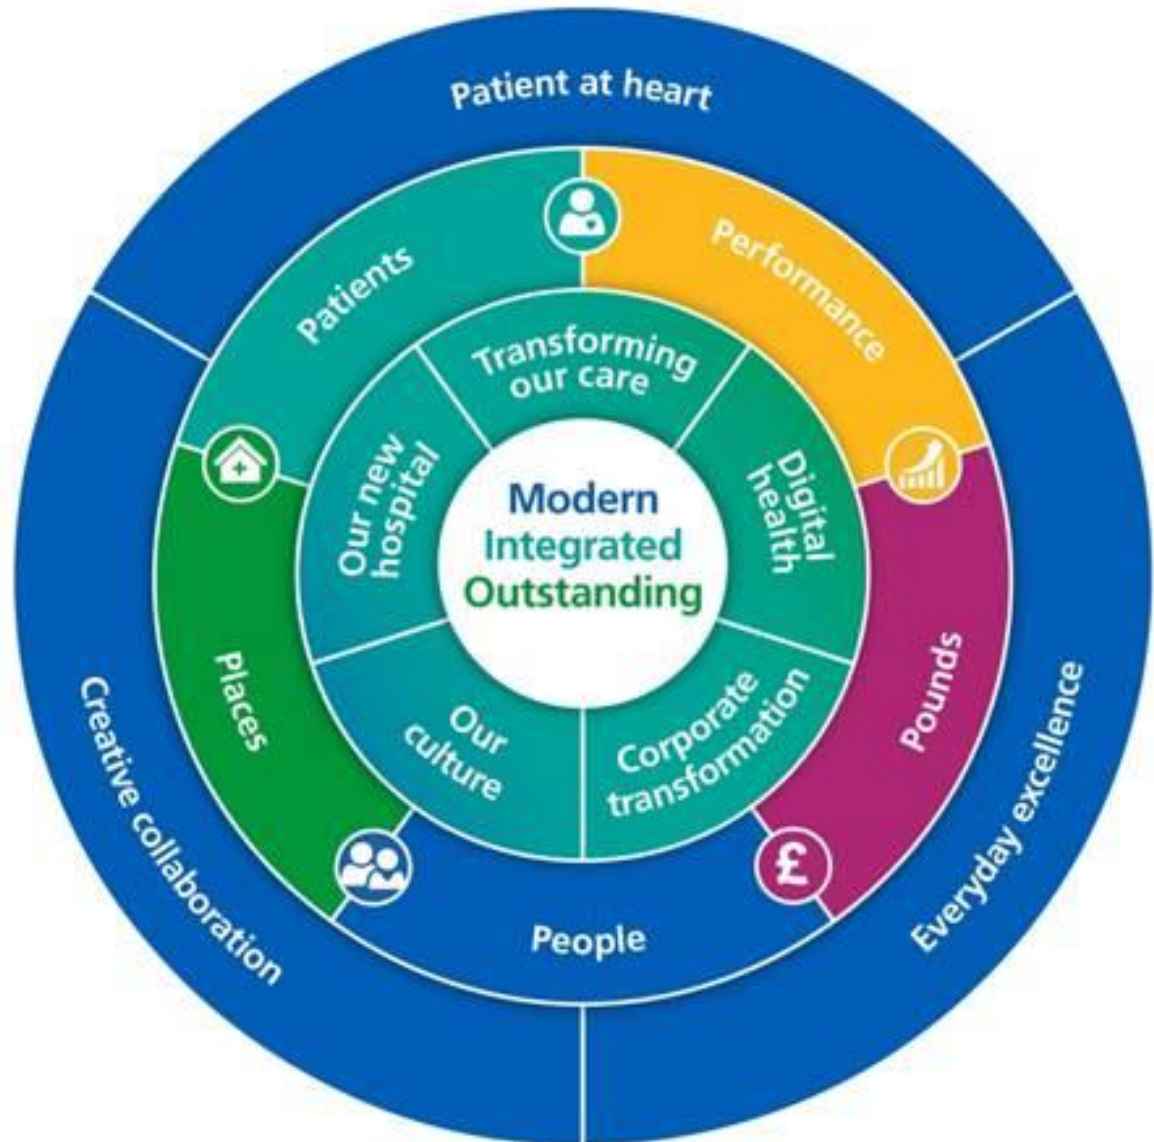 Patient at heart
Patients
Performance
Transforming
our care
Our new
hospital
Digital
health
Modern
Integrated
Outstanding
Places
Pounds
Our
culture
Corporate
transformation
Creative collaboration
Everyday excellence
£
People